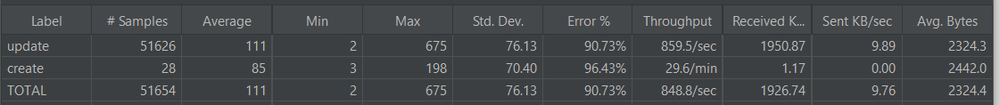 Label # Samples Average Min Max Std. Dev. Error % Throughput Received K... Sent KB/sec Avg. Bytes
update 51626 111 2 675 76.13 90.73% 859.5/sec 1950.87 9.89 2324.3
create 28 85 3 198 70.40 96.43% 29.6/min 1.17 0.00 2442.0
TOTAL 51654 111 2 675 76.13 90.73% 848.8/sec 1926.74 9.76 2324.4